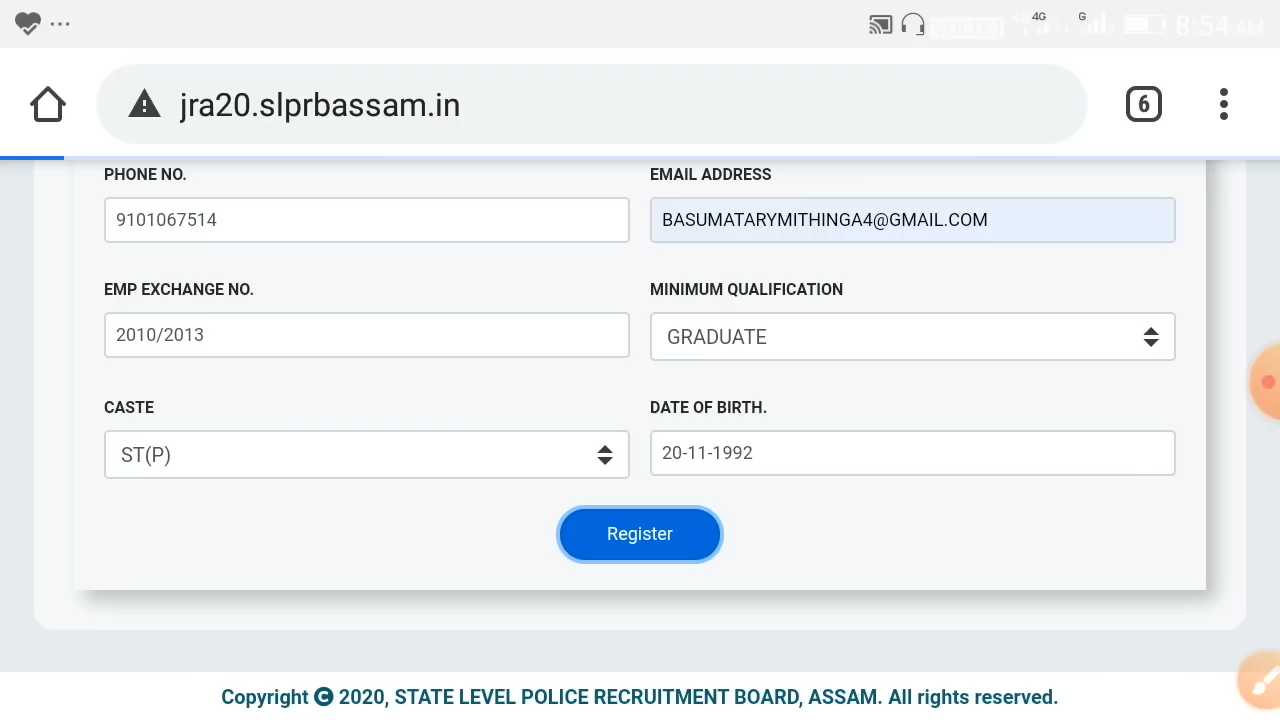 VOLTE 4G G 8:54 AM
jra20.slprbassam.in 6
PHONE NO. EMAIL ADDRESS
9101067514 BASUMATARYMITHINGA4@GMAIL.COM
EMP EXCHANGE NO. MINIMUM QUALIFICATION
2010/2013 GRADUATE
CASTE DATE OF BIRTH.
ST(P) 20-11-1992
Register
Copyright © 2020, STATE LEVEL POLICE RECRUITMENT BOARD, ASSAM. All rights reserved.